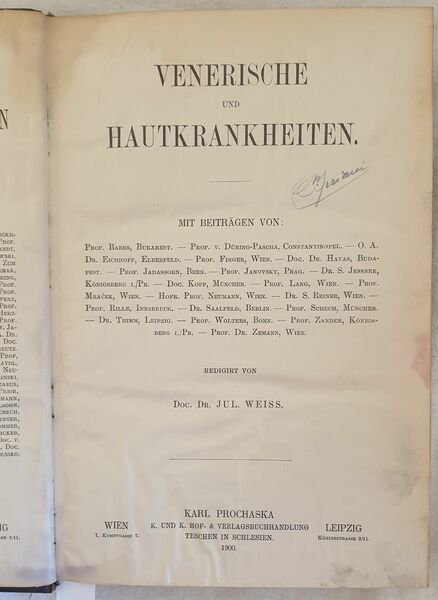 VENERISCHE
UND
HAUTKRANKHEITEN.
MIT BEITRÄGEN VON:
PROF. BABES, BUKAREST. — PROF. V. DÜRING-PASCHA, CONSTANTINOPEL. — O. A.
DR. EICHHOFF, ELBERFELD. — PROF. FINGER, WIEN. — DOC. DR. HAVAS, BUDA-
PEST. — PROF. JADASSOHN, BERN. — PROF. JANOVSKY, PRAG. — DR. S. JESSNER,
KÖNIGSBERG I./PR. — DOC. KOPP, MÜNCHEN. — PROF. LANG, WIEN. — PROF.
MRAČEK, WIEN. — HOFR. PROF. NEUMANN, WIEN. — DR. S. REINER, WIEN. —
PROF. RILLE, INNSBRUCK. — DR. SAALFELD, BERLIN. — PROF. SCHECH, MÜNCHEN.
— DR. THIMM, LEIPZIG. — PROF. WOLTERS, BONN. — PROF. ZANDER, KÖNIGS-
BERG I./PR. — PROF. DR. ZEMANN, WIEN.
REDIGIRT VON
DOC. DR. JUL. WEISS.
KARL PROCHASKA
WIEN K. UND K. HOF- & VERLAGSBUCHHANDLUNG LEIPZIG
I. KUMPFGASSE 7. TESCHEN IN SCHLESIEN. KÖNIGSSTRASSE 9/11.
1900.